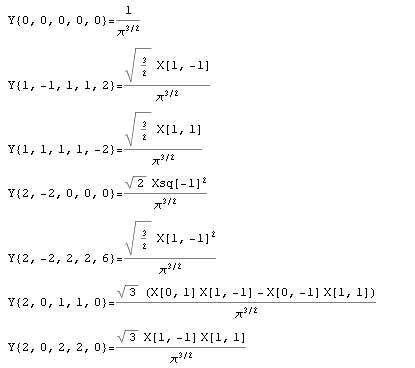 Y{0, 0, 0, 0, 0}=1/π^{3/2}
Y{1, -1, 1, 1, 2}=√(3/2) X[1, -1]/π^{3/2}
Y{1, 1, 1, 1, -2}=√(3/2) X[1, 1]/π^{3/2}
Y{2, -2, 0, 0, 0}=√2 Xsq[-1]²/π^{3/2}
Y{2, -2, 2, 2, 6}=√(3/2) X[1, -1]²/π^{3/2}
Y{2, 0, 1, 1, 0}=√3 (X[0, 1] X[1, -1] - X[0, -1] X[1, 1])/π^{3/2}
Y{2, 0, 2, 2, 0}=√3 X[1, -1] X[1, 1]/π^{3/2}